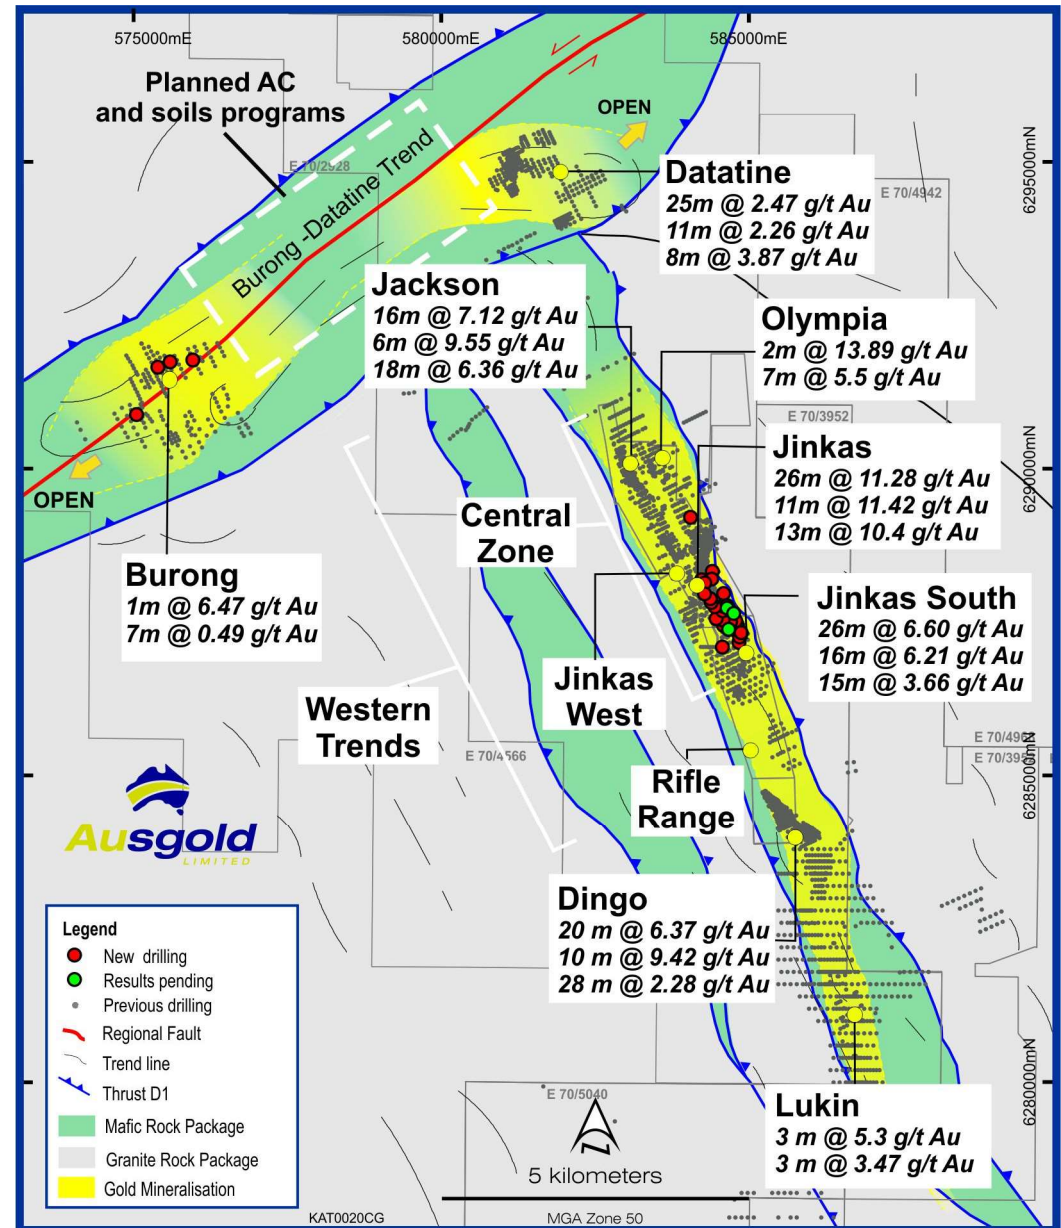 575000mE
580000mE
585000mE
Planned AC
and soils programs
OPEN
E 70/2928
Burong -Datatine Trend
6295000mN
E 70/4942
Datatine
25m @ 2.47 g/t Au
11m @ 2.26 g/t Au
8m @ 3.87 g/t Au
Jackson
16m @ 7.12 g/t Au
6m @ 9.55 g/t Au
18m @ 6.36 g/t Au
Olympia
2m @ 13.89 g/t Au
7m @ 5.5 g/t Au
E 70/3952
Jinkas
26m @ 11.28 g/t Au
11m @ 11.42 g/t Au
13m @ 10.4 g/t Au
6290000mN
OPEN
Central
Zone
Burong
1m @ 6.47 g/t Au
7m @ 0.49 g/t Au
Jinkas South
26m @ 6.60 g/t Au
16m @ 6.21 g/t Au
15m @ 3.66 g/t Au
Jinkas
West
Western
Trends
E 70/4566
E 70/395
6285000mN
Rifle
Range
Ausgold
LIMITED
Dingo
20 m @ 6.37 g/t Au
10 m @ 9.42 g/t Au
28 m @ 2.28 g/t Au
Legend
New drilling
Results pending
Previous drilling
Regional Fault
Trend line
Thrust D1
Mafic Rock Package
Granite Rock Package
Gold Mineralisation
6280000mN
E 70/5040
Lukin
3 m @ 5.3 g/t Au
3 m @ 3.47 g/t Au
N
5 kilometers
KAT0020CG
MGA Zone 50